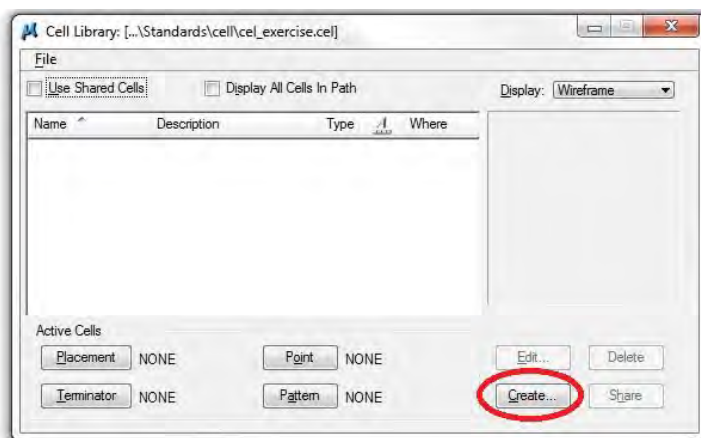 Cell Library: [...\Standards\cell\cel_exercise.cel]
File
Use Shared Cells Display All Cells In Path Display: Wireframe
Name Description Type Where
Active Cells
Placement NONE Point NONE Edit... Delete
Terminator NONE Pattern NONE Create... Share